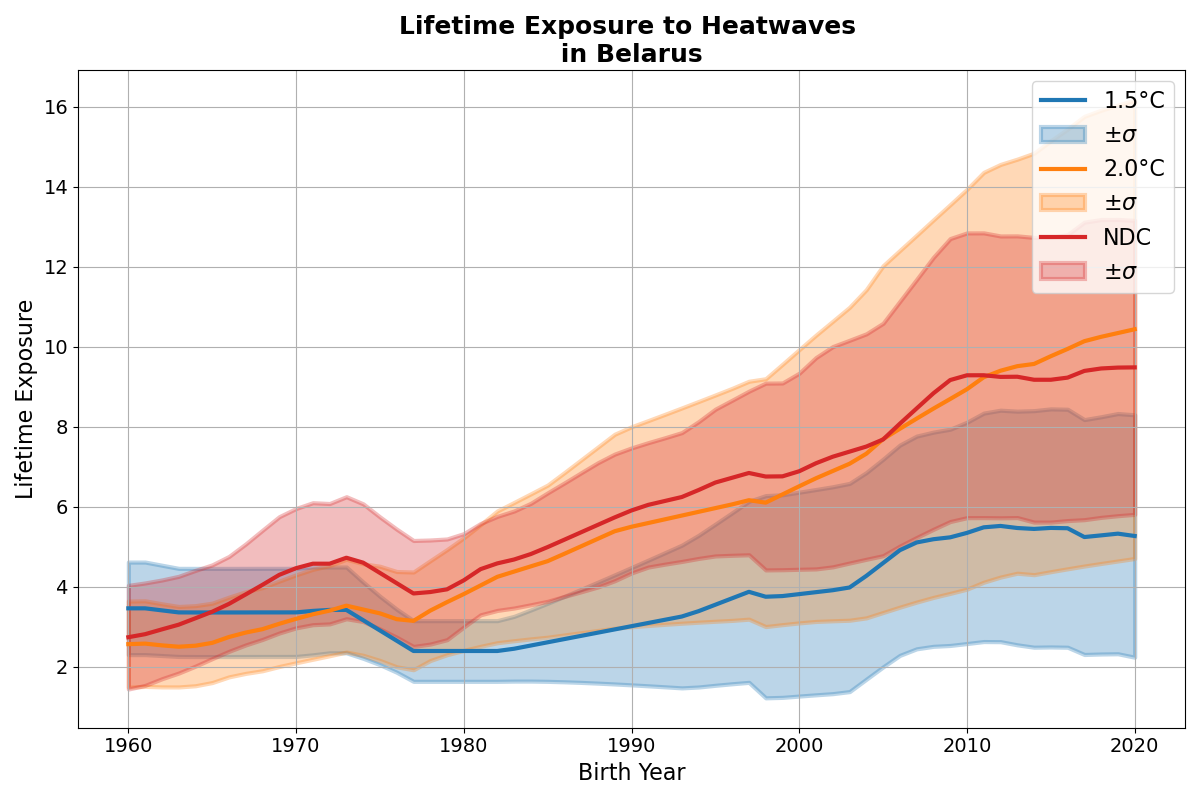 Lifetime Exposure to Heatwaves
in Belarus
16
14
12
10
8
6
4
2
Lifetime Exposure
1.5°C
±σ
2.0°C
±σ
NDC
±σ
1960
1970
1980
1990
2000
2010
2020
Birth Year